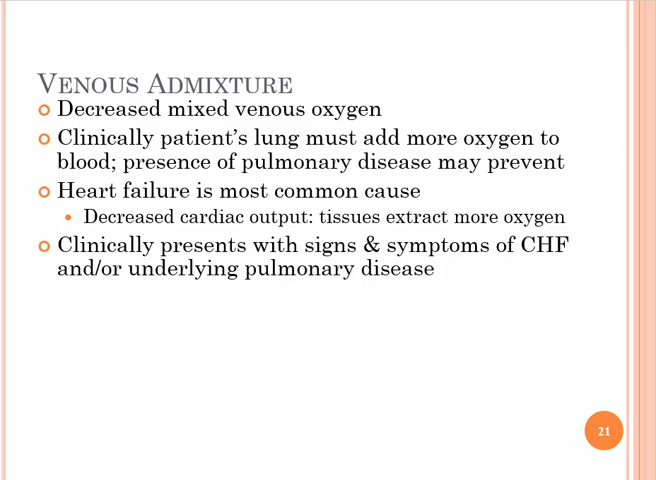 VENOUS ADMIXTURE
Decreased mixed venous oxygen
Clinically patient's lung must add more oxygen to
blood; presence of pulmonary disease may prevent
Heart failure is most common cause
Decreased cardiac output: tissues extract more oxygen
Clinically presents with signs & symptoms of CHF
and/or underlying pulmonary disease
21